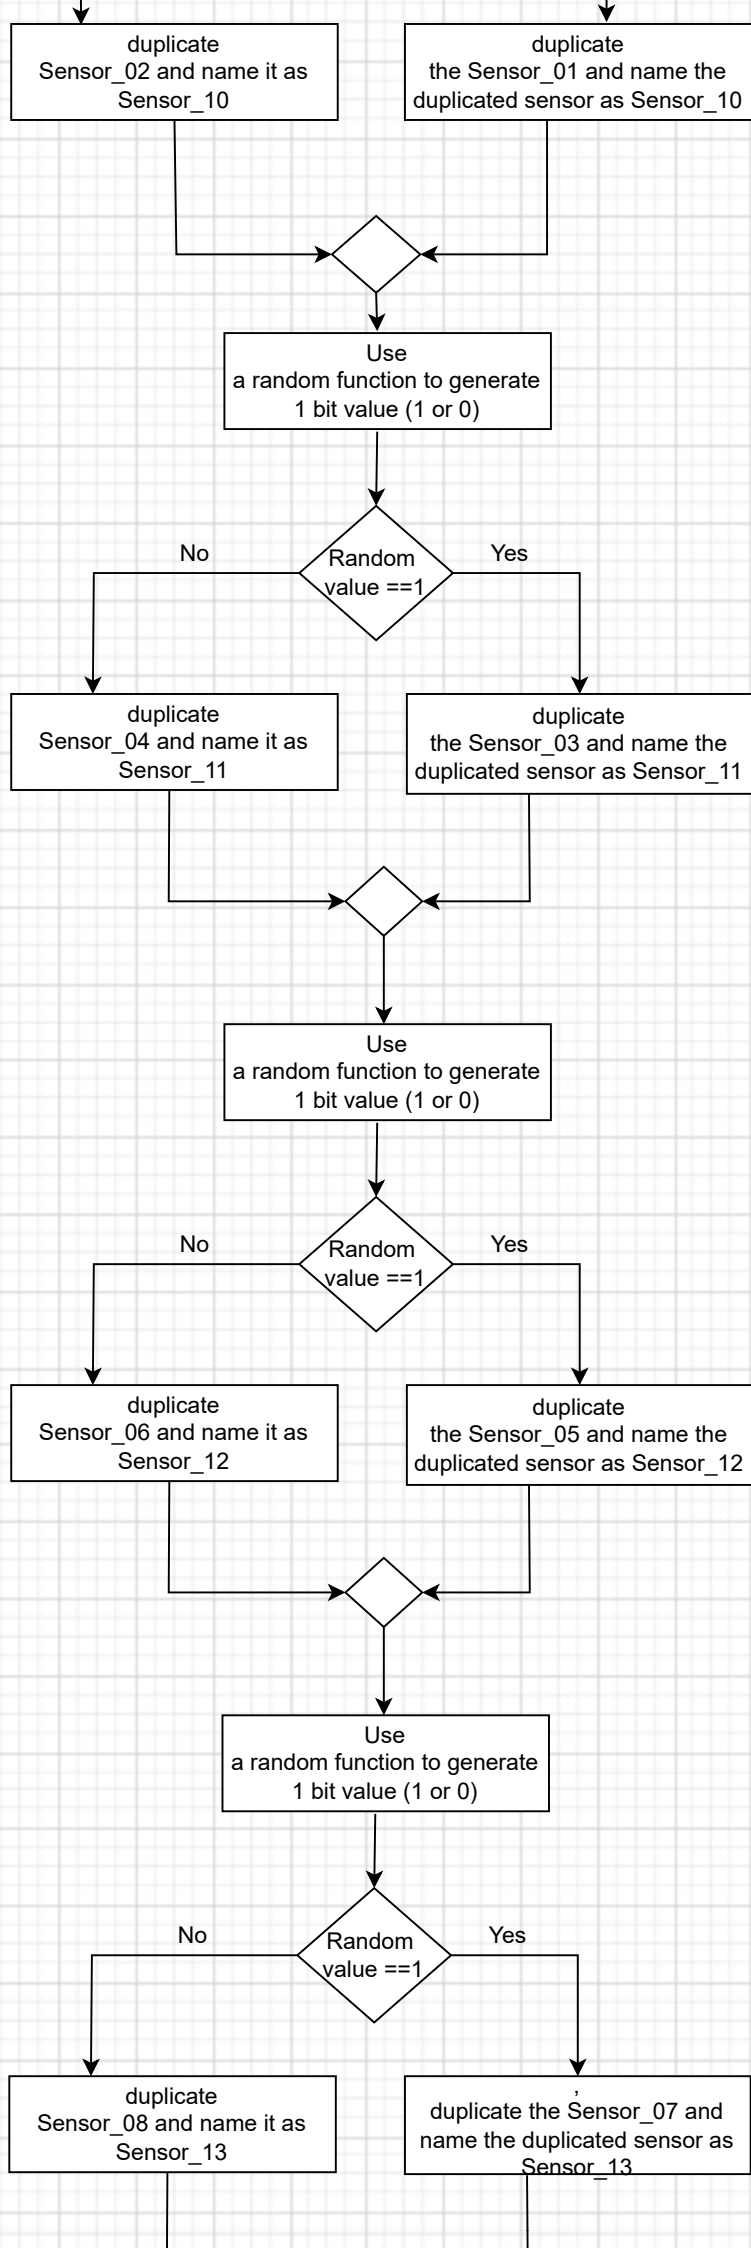 duplicate
Sensor_02 and name it as
Sensor_10
duplicate
the Sensor_01 and name the
duplicated sensor as Sensor_10
Use
a random function to generate
1 bit value (1 or 0)
No
Random
value ==1
Yes
duplicate
Sensor_04 and name it as
Sensor_11
duplicate
the Sensor_03 and name the
duplicated sensor as Sensor_11
Use
a random function to generate
1 bit value (1 or 0)
No
Random
value ==1
Yes
duplicate
Sensor_06 and name it as
Sensor_12
duplicate
the Sensor_05 and name the
duplicated sensor as Sensor_12
Use
a random function to generate
1 bit value (1 or 0)
No
Random
value ==1
Yes
duplicate
Sensor_08 and name it as
Sensor_13
,
duplicate the Sensor_07 and
name the duplicated sensor as
Sensor_13